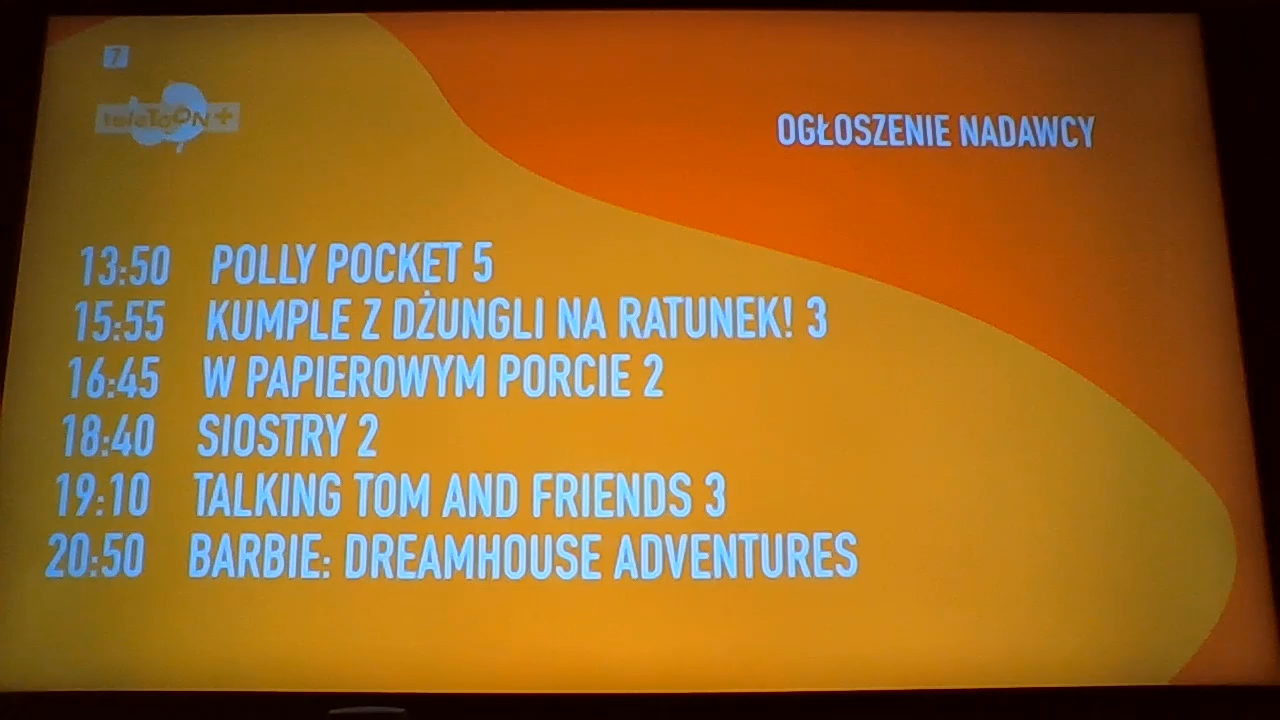 7
teleTOON+
OGŁOSZENIE NADAWCY
13:50 POLLY POCKET 5
15:55 KUMPLE Z DŻUNGLI NA RATUNEK! 3
16:45 W PAPIEROWYM PORCIE 2
18:40 SIOSTRY 2
19:10 TALKING TOM AND FRIENDS 3
20:50 BARBIE: DREAMHOUSE ADVENTURES